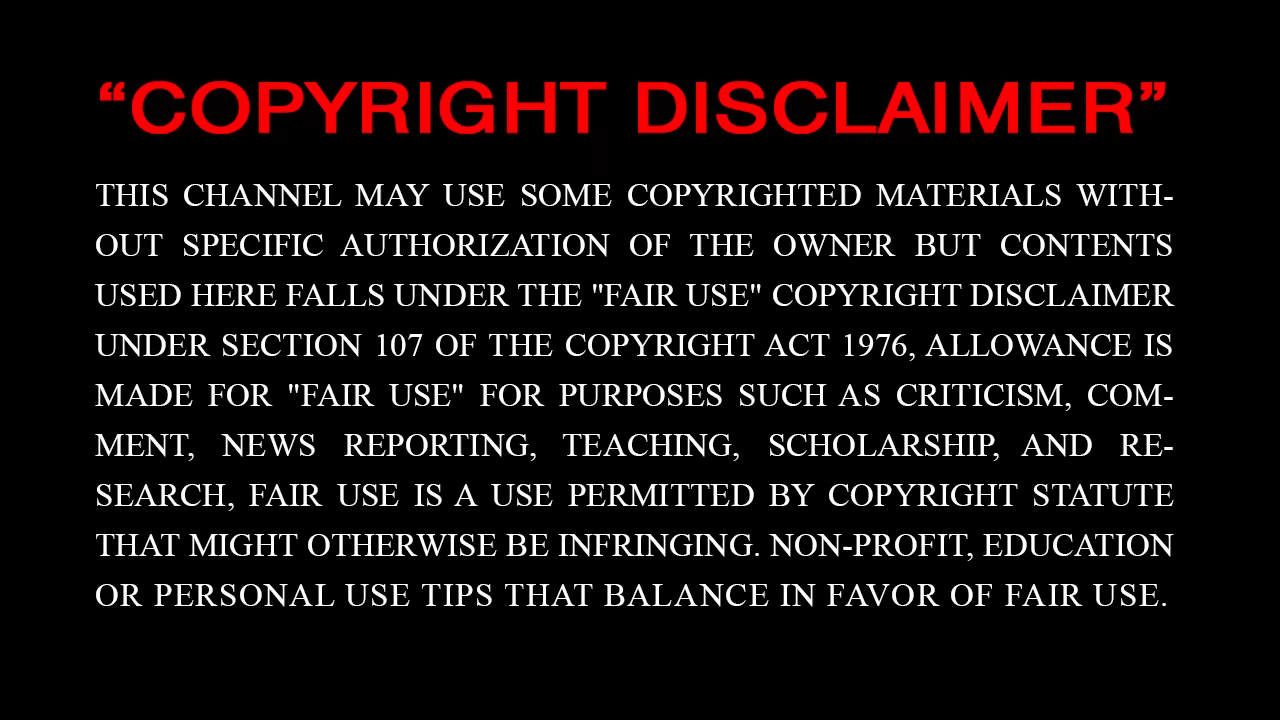 “COPYRIGHT DISCLAIMER”
THIS CHANNEL MAY USE SOME COPYRIGHTED MATERIALS WITH-
OUT SPECIFIC AUTHORIZATION OF THE OWNER BUT CONTENTS
USED HERE FALLS UNDER THE "FAIR USE" COPYRIGHT DISCLAIMER
UNDER SECTION 107 OF THE COPYRIGHT ACT 1976, ALLOWANCE IS
MADE FOR "FAIR USE" FOR PURPOSES SUCH AS CRITICISM, COM-
MENT, NEWS REPORTING, TEACHING, SCHOLARSHIP, AND RE-
SEARCH, FAIR USE IS A USE PERMITTED BY COPYRIGHT STATUTE
THAT MIGHT OTHERWISE BE INFRINGING. NON-PROFIT, EDUCATION
OR PERSONAL USE TIPS THAT BALANCE IN FAVOR OF FAIR USE.